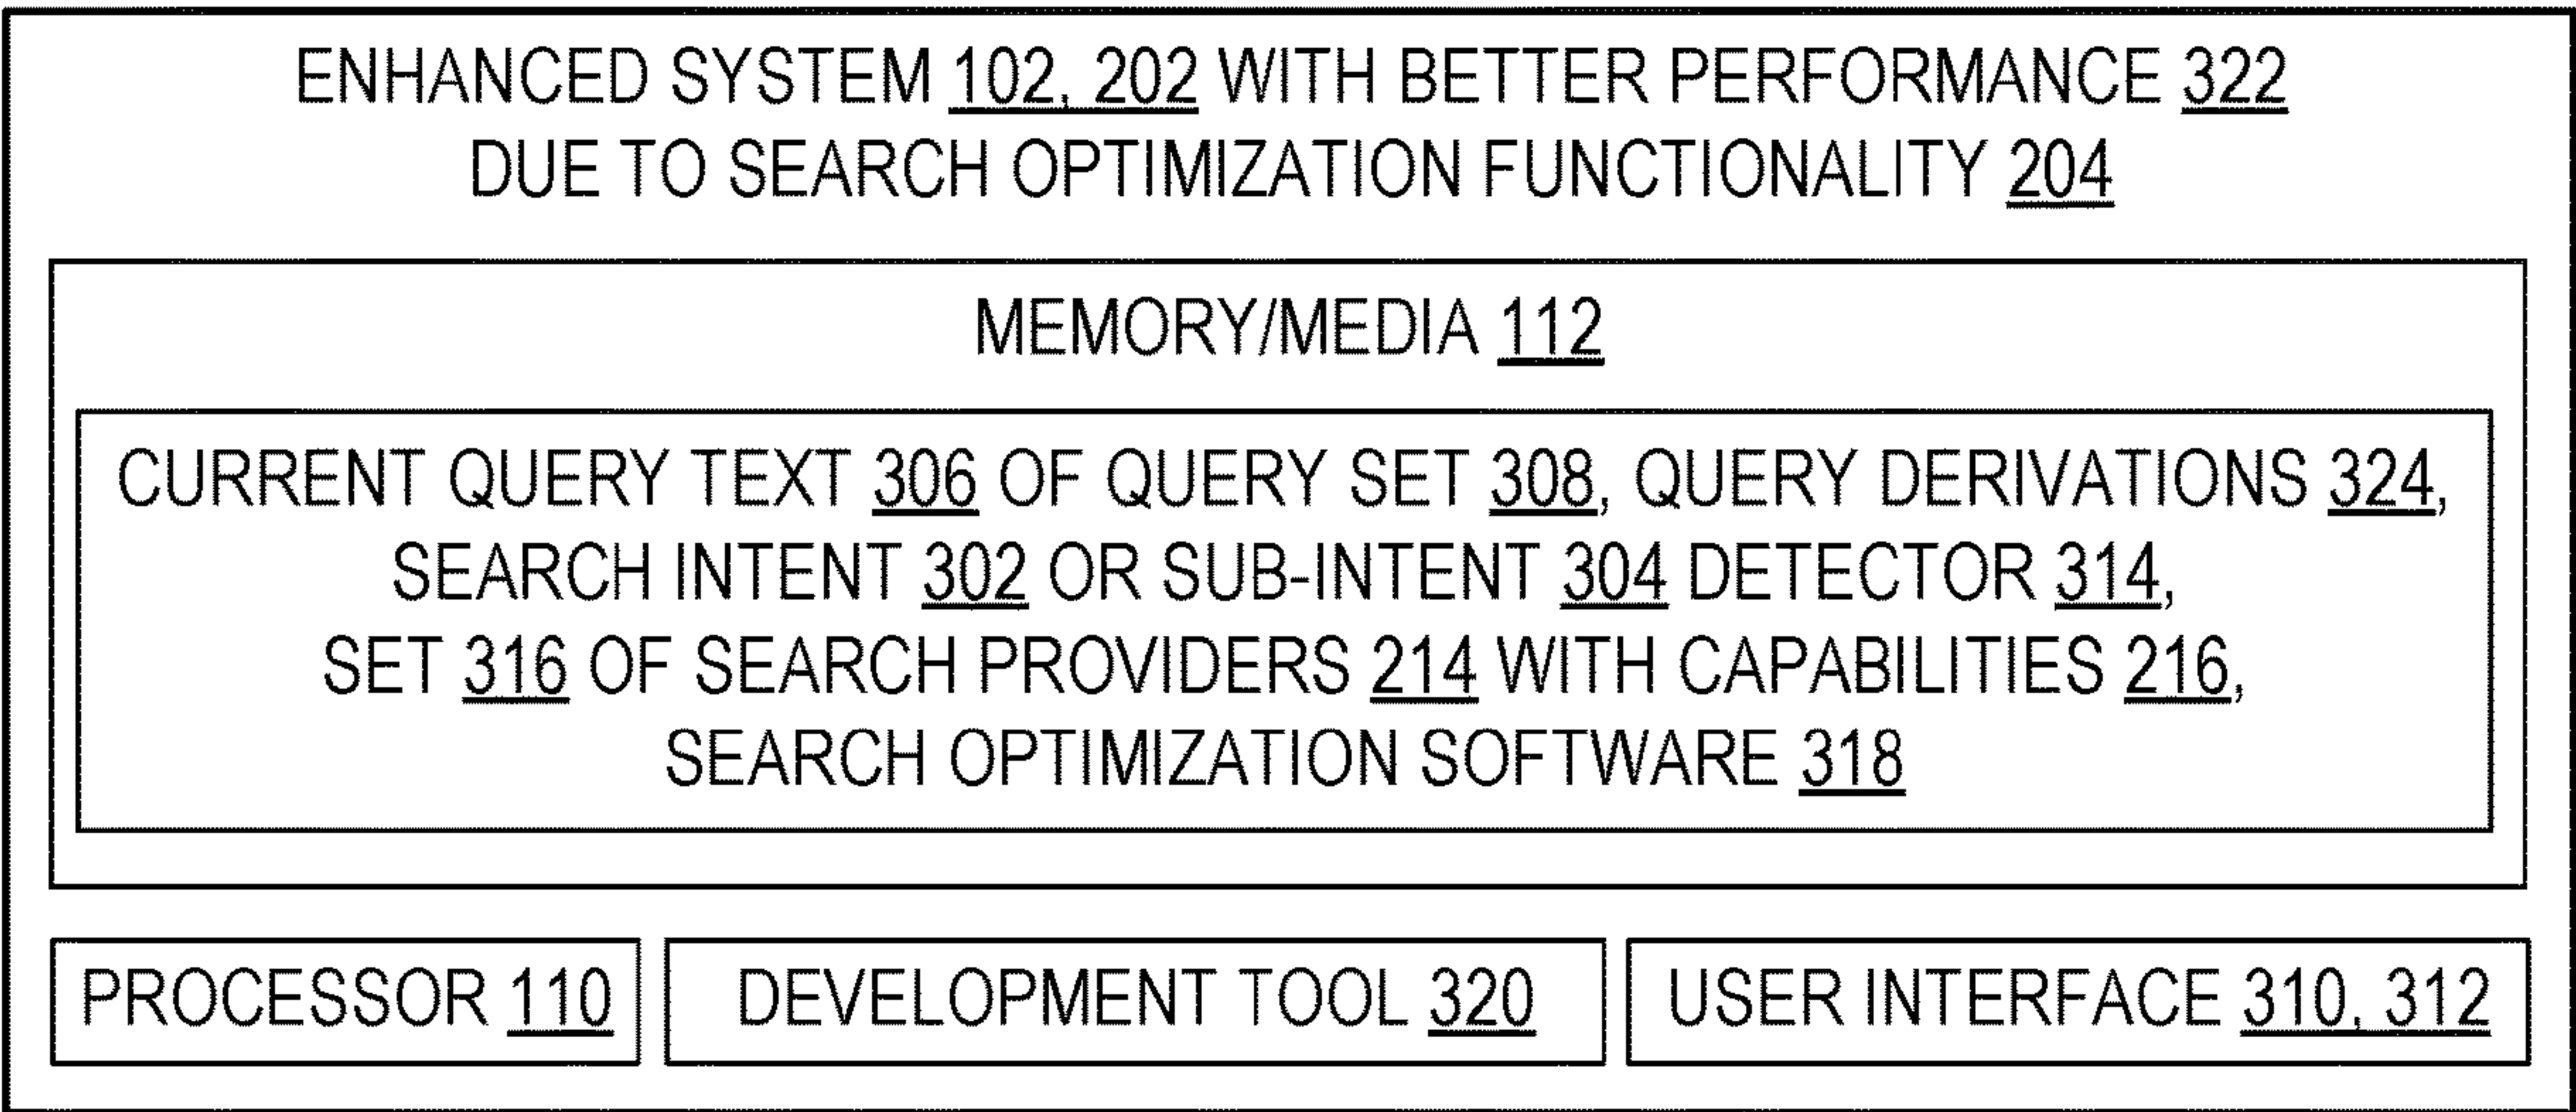 ENHANCED SYSTEM 102, 202 WITH BETTER PERFORMANCE 322
DUE TO SEARCH OPTIMIZATION FUNCTIONALITY 204
MEMORY/MEDIA 112
CURRENT QUERY TEXT 306 OF QUERY SET 308, QUERY DERIVATIONS 324,
SEARCH INTENT 302 OR SUB-INTENT 304 DETECTOR 314,
SET 316 OF SEARCH PROVIDERS 214 WITH CAPABILITIES 216,
SEARCH OPTIMIZATION SOFTWARE 318
PROCESSOR 110
DEVELOPMENT TOOL 320
USER INTERFACE 310, 312